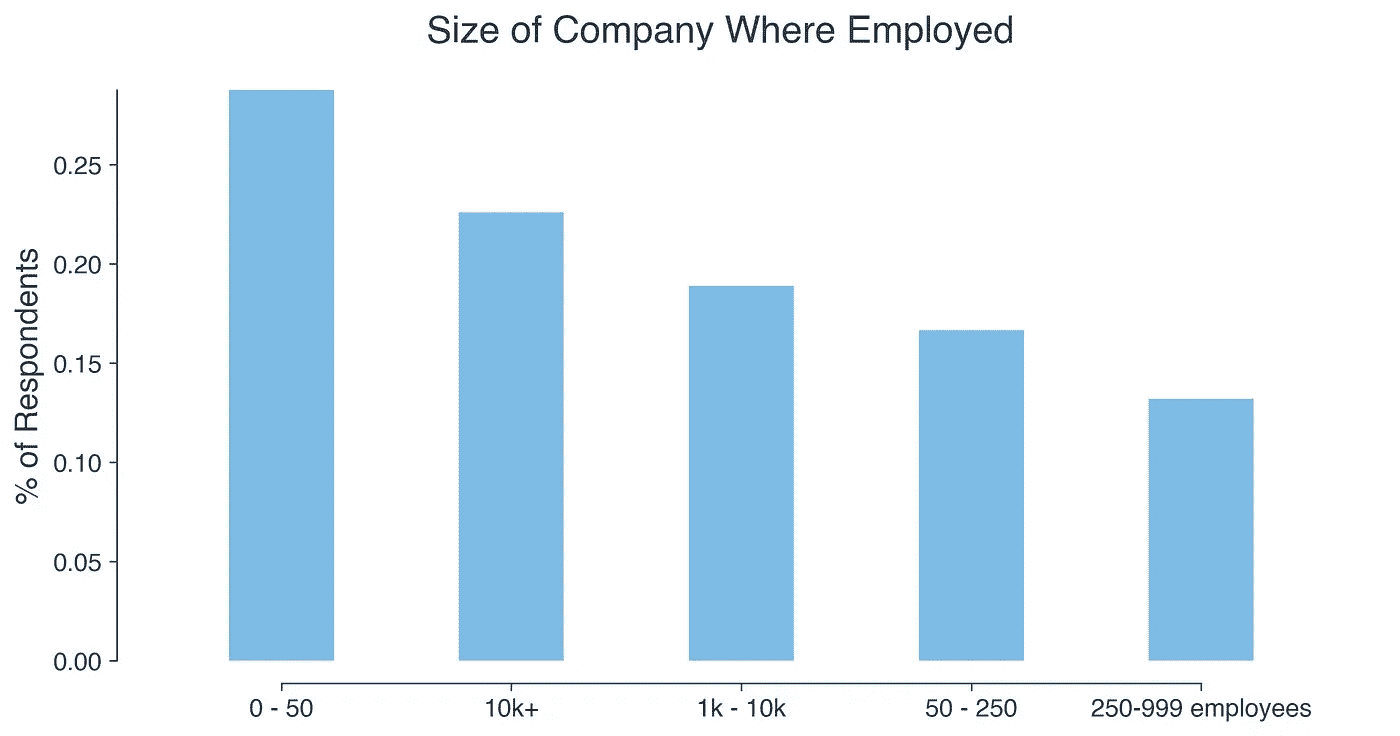 Size of Company Where Employed
% of Respondents
0.25
0.20
0.15
0.10
0.05
0.00
0 - 50
10k+
1k - 10k
50 - 250
250-999 employees